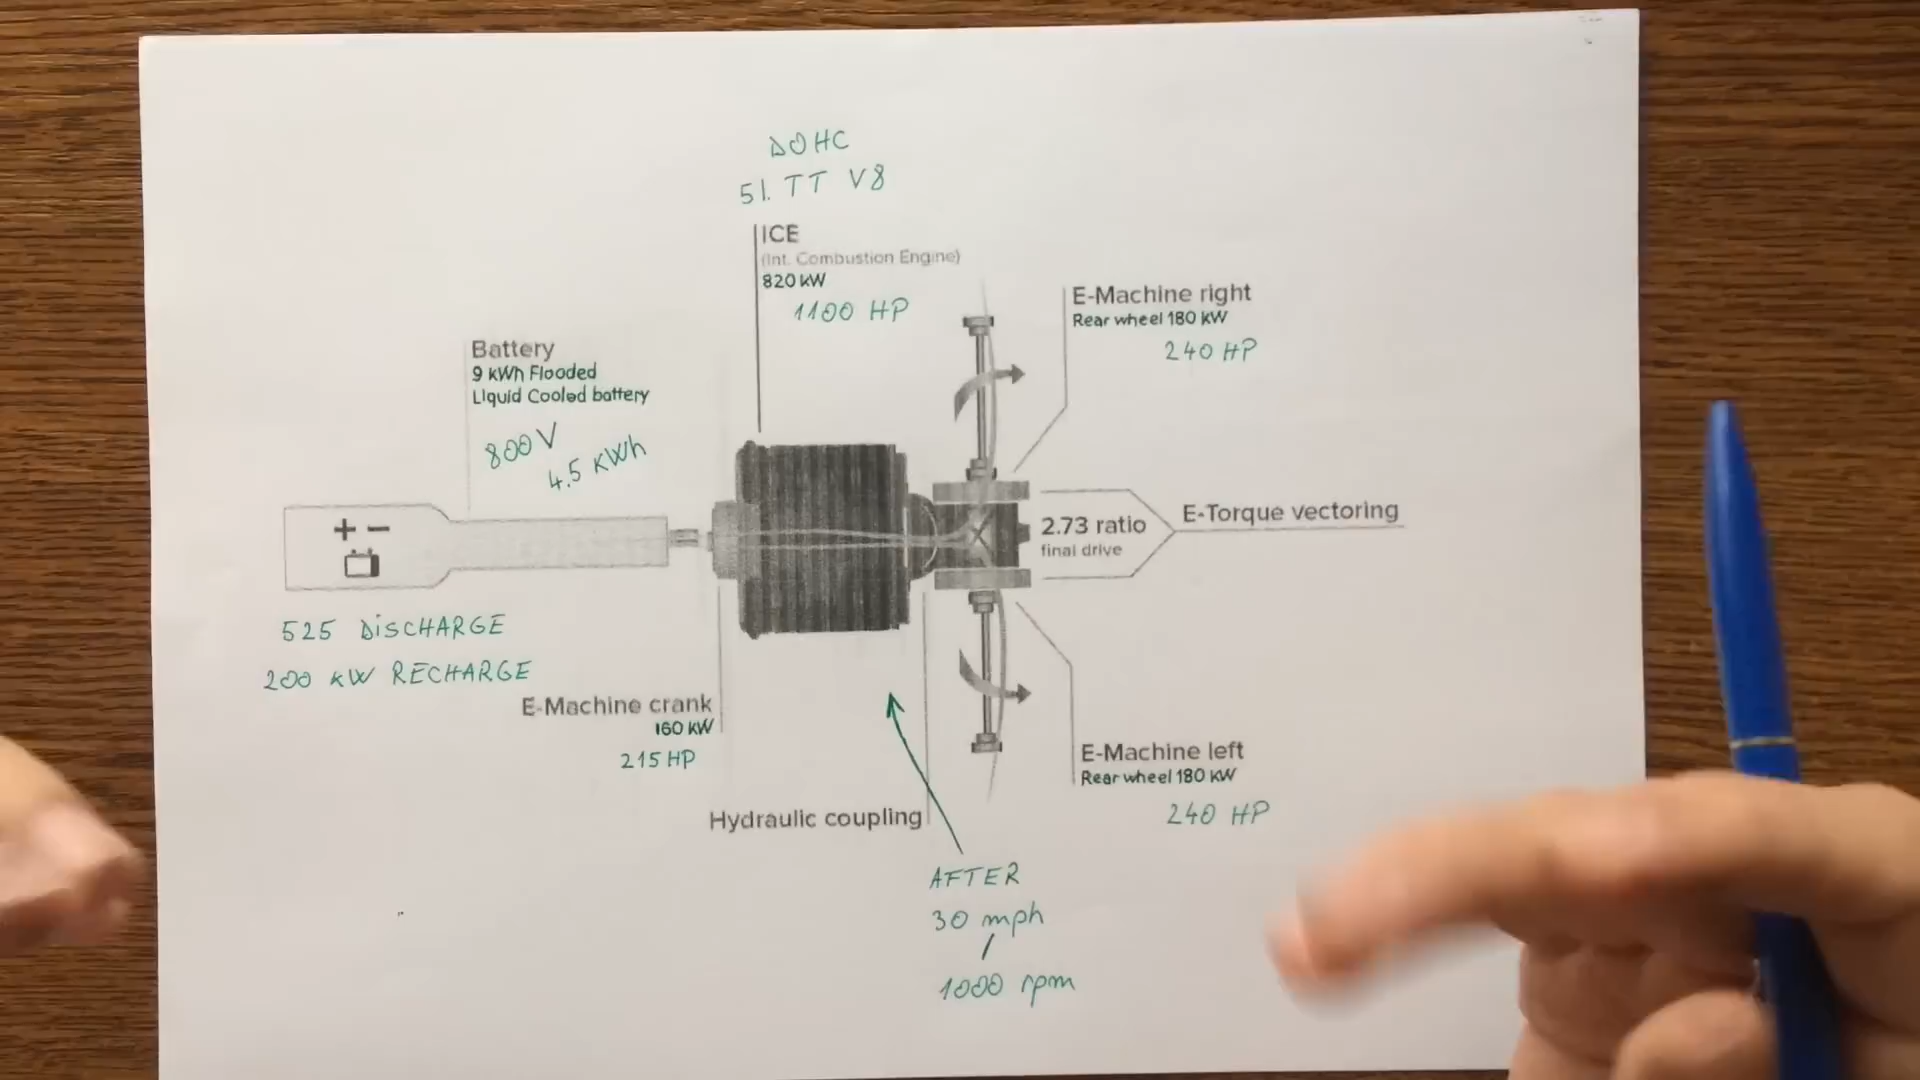 DOHC
5l. TT V8
ICE
(Int. Combustion Engine)
820 kW
1100 HP
E-Machine right
Rear wheel 180 kW
240 HP
Battery
9 kWh Flooded
Liquid Cooled battery
800V
4.5 KWh
+ −
2.73 ratio
final drive
E-Torque vectoring
525 DiSCHARGE
200 kW RECHARGE
E-Machine crank
160 kW
215 HP
Hydraulic coupling
E-Machine left
Rear wheel 180 kW
240 HP
AFTER
30 mph
/
1000 rpm